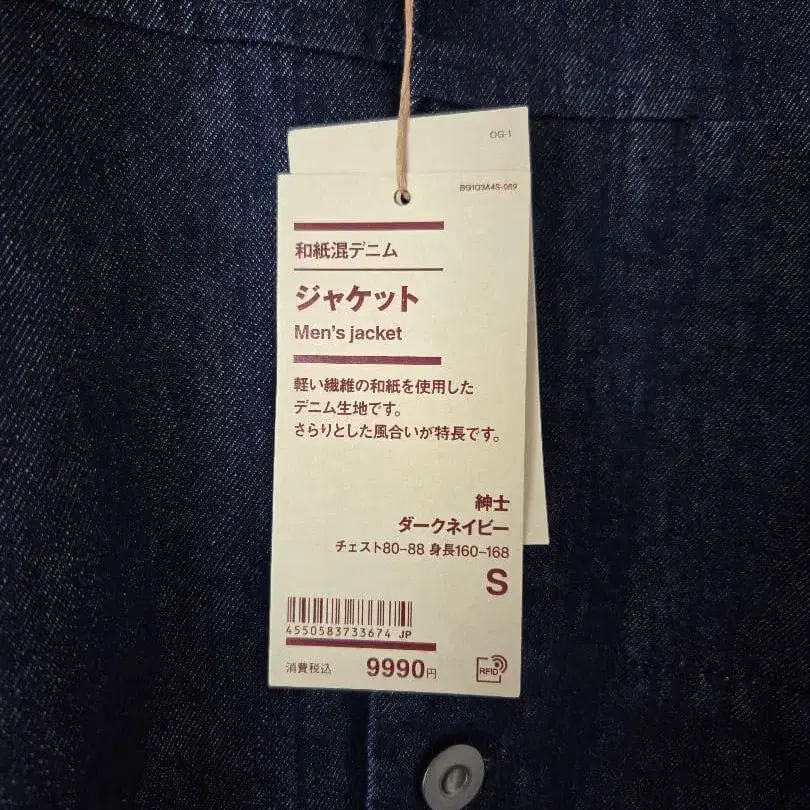 OG-1
BG1Q3A4S-089
和紙混デニム
ジャケット
Men's jacket
軽い繊維の和紙を使用した
デニム生地です。
さらりとした風合いが特長です。
紳士
ダークネイビー
チェスト80–88 身長160–168
S
4550583733674 JP
消費税込 9990円
RFID